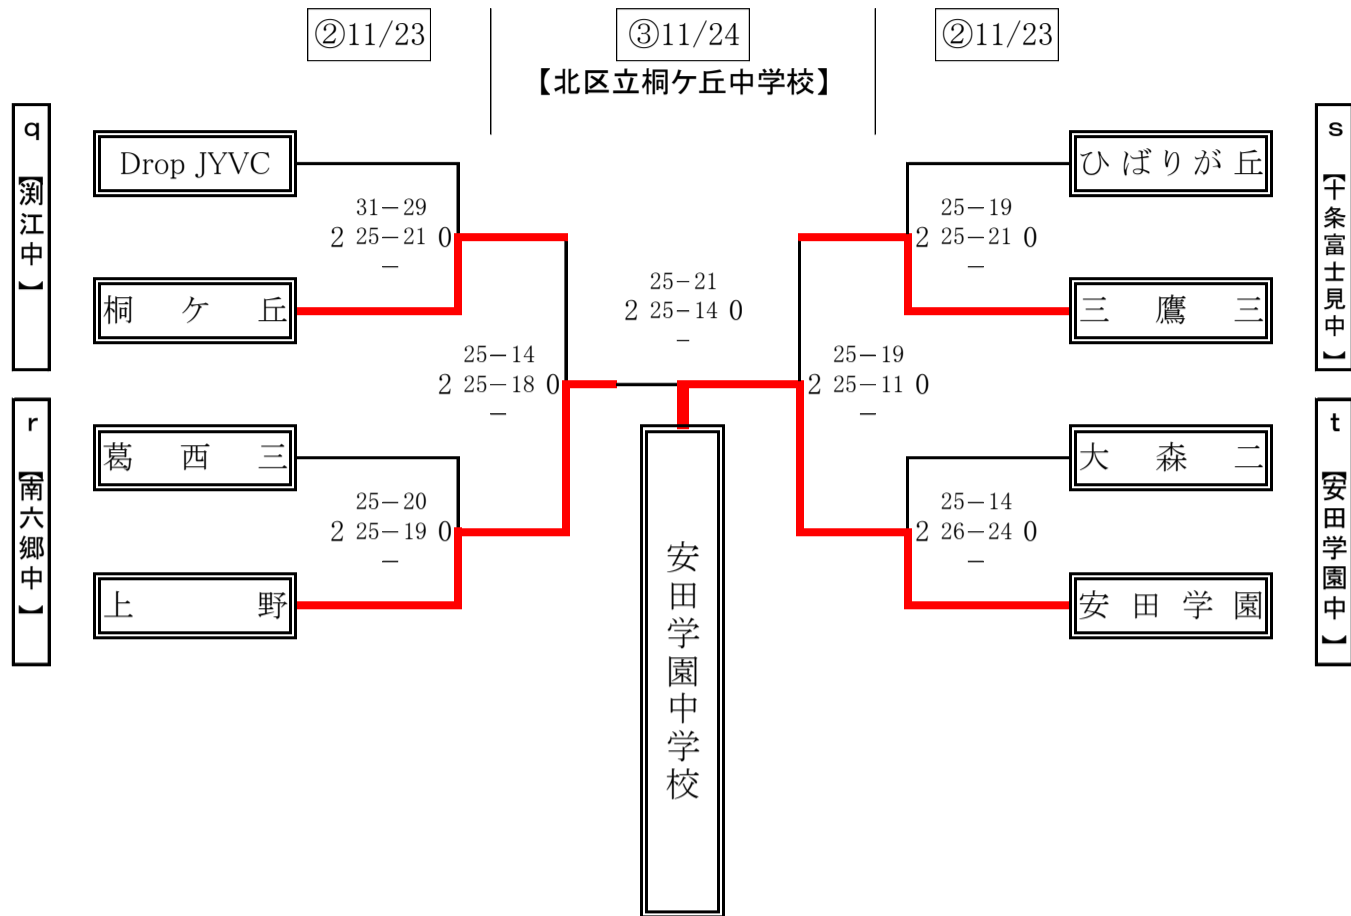 ②11/23
③11/24
②11/23
【北区立桐ケ丘中学校】
q 【渕江中】
Drop JYVC
31－29
2 25－21 0
－
桐ケ丘
25－14
2 25－18 0
－
r 【南六郷中】
葛西三
25－20
2 25－19 0
－
上野
25－21
2 25－14 0
－
安田学園中学校
s 【十条富士見中】
ひばりが丘
25－19
2 25－21 0
－
三鷹三
25－19
2 25－11 0
－
t 【安田学園中】
大森二
25－14
2 26－24 0
－
安田学園